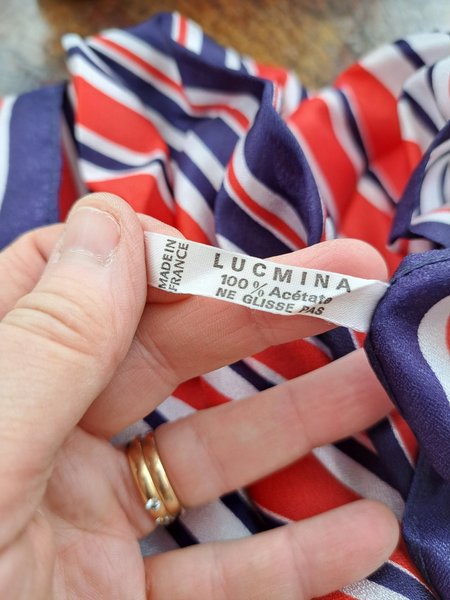 MADE IN
FRANCE
LUCMINA
100% Acétate
NE GLISSE PAS